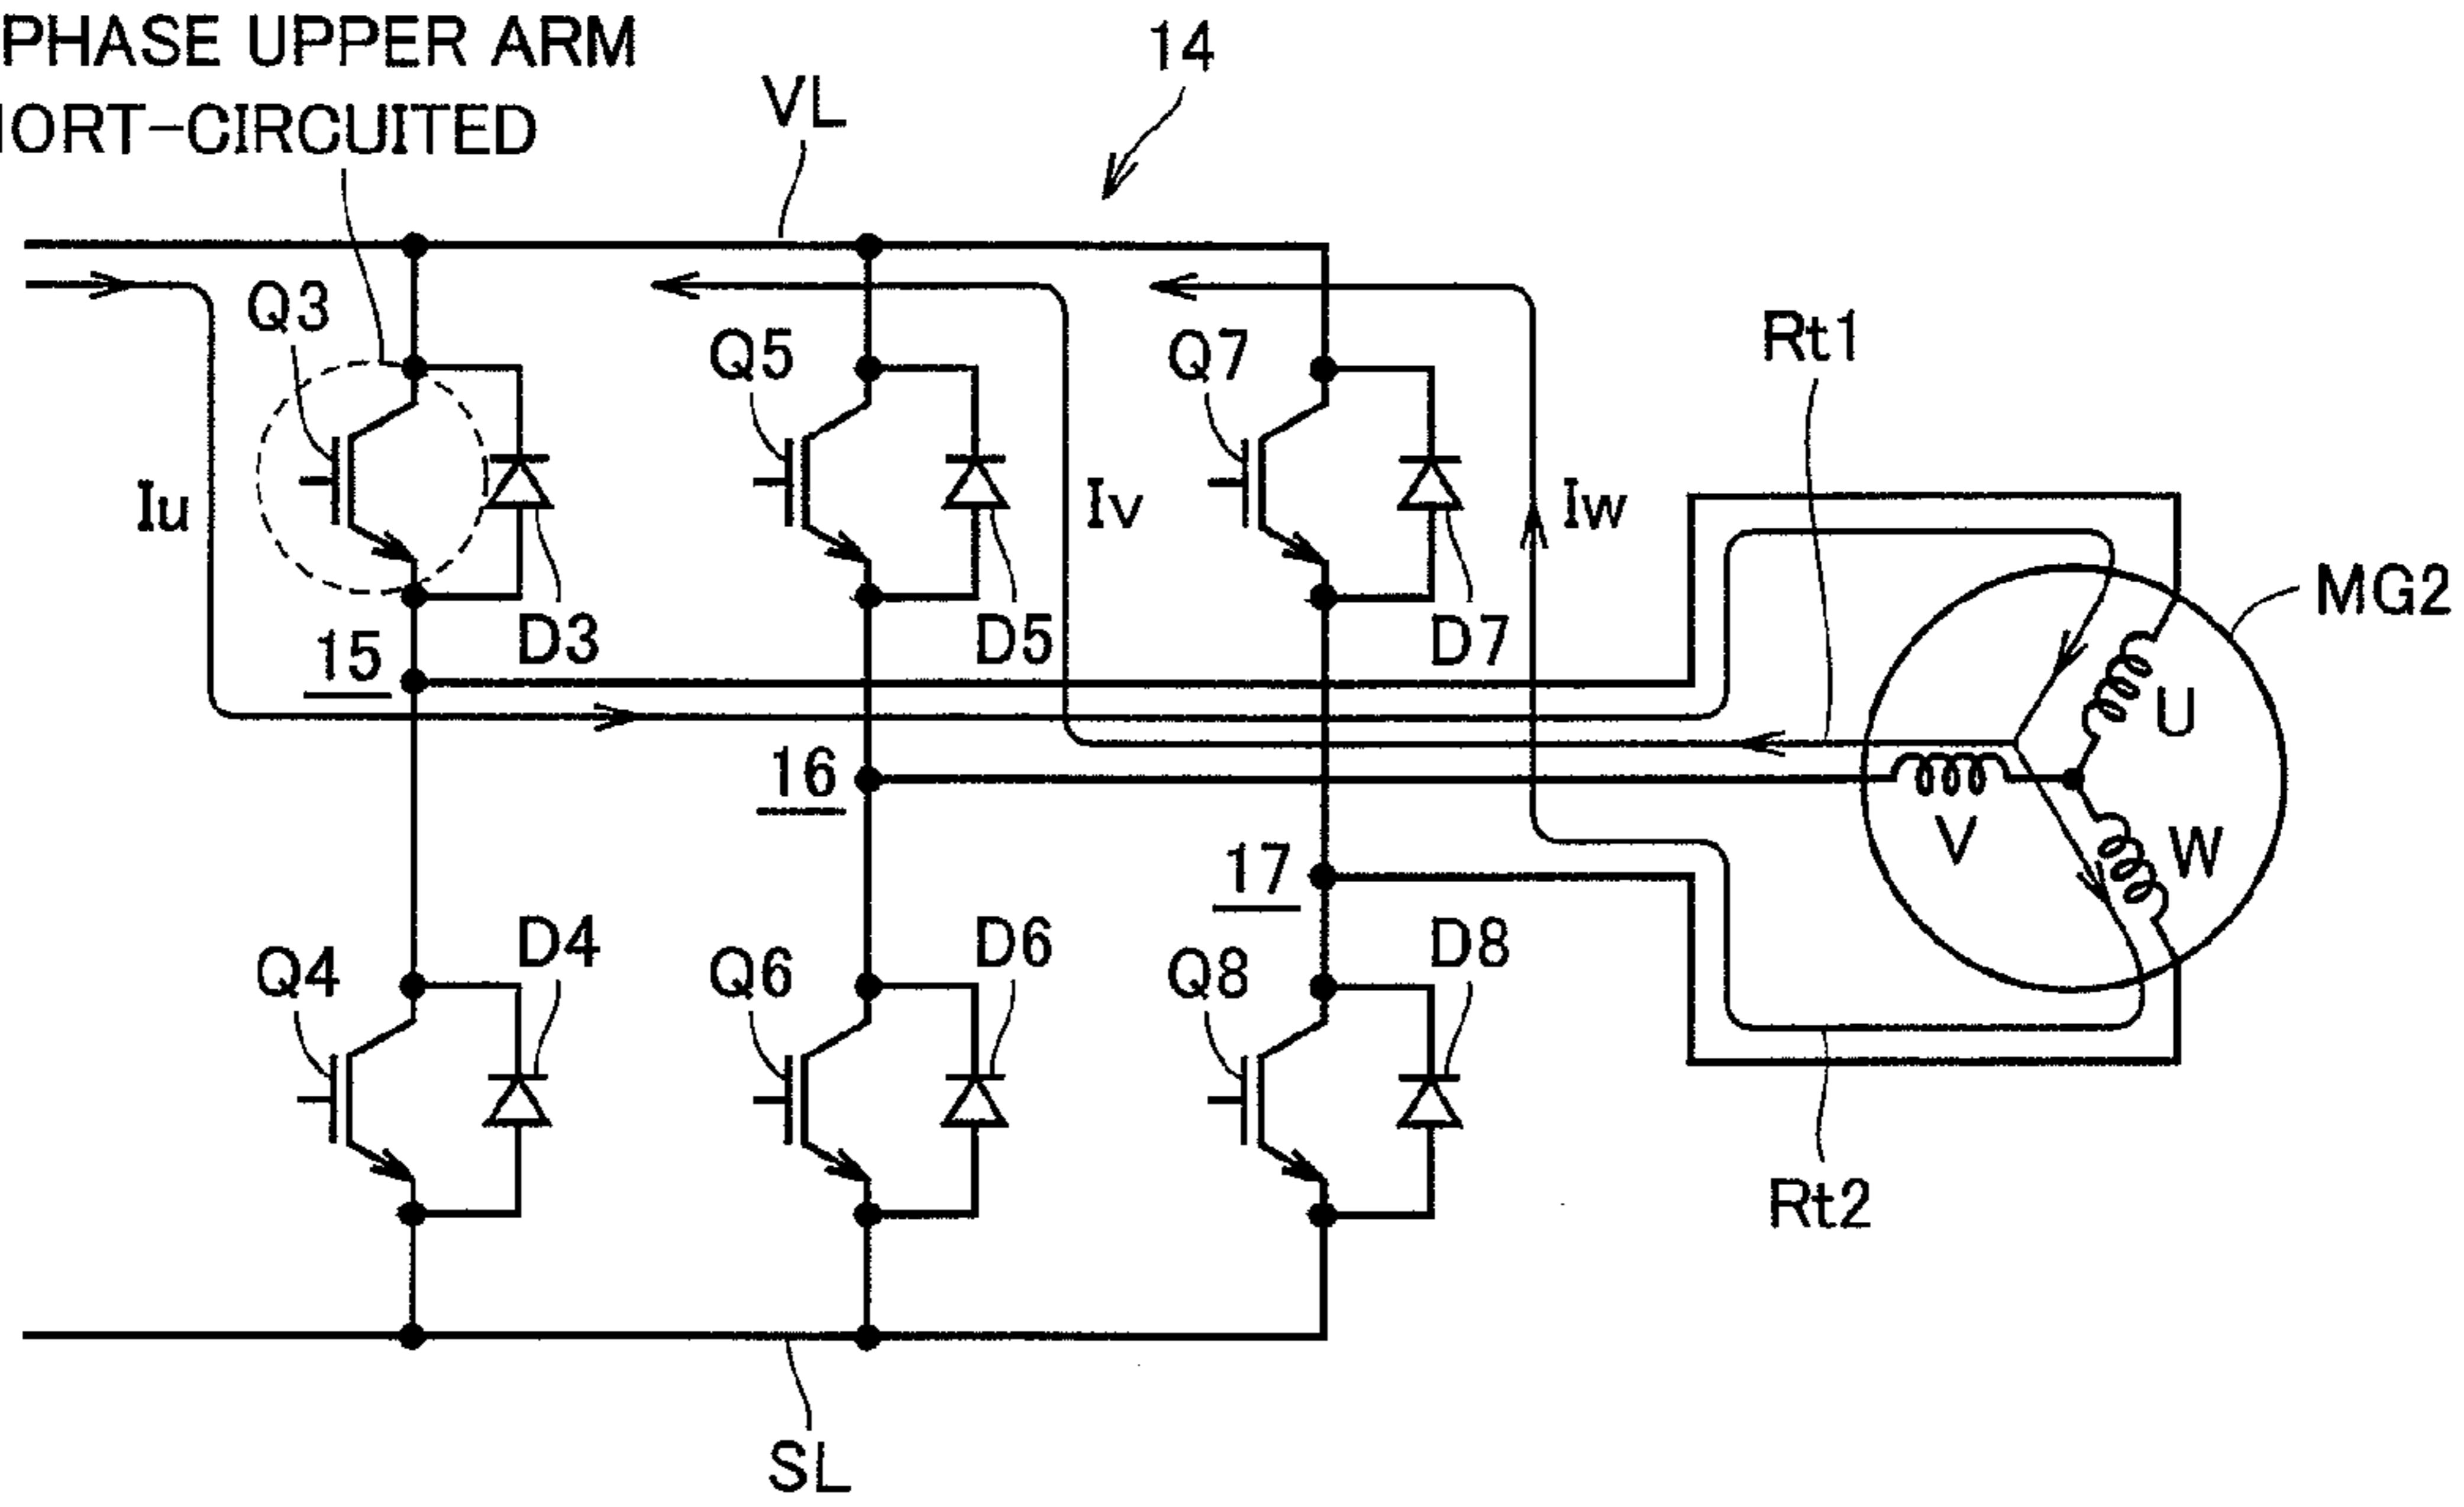 PHASE UPPER ARM
HORT-CIRCUITED
VL
14
Q3
Q5
Q7
Rt1
Iu
Iv
Iw
MG2
D3
D5
D7
15
U
16
V
W
17
Q4
D4
Q6
D6
Q8
D8
Rt2
SL